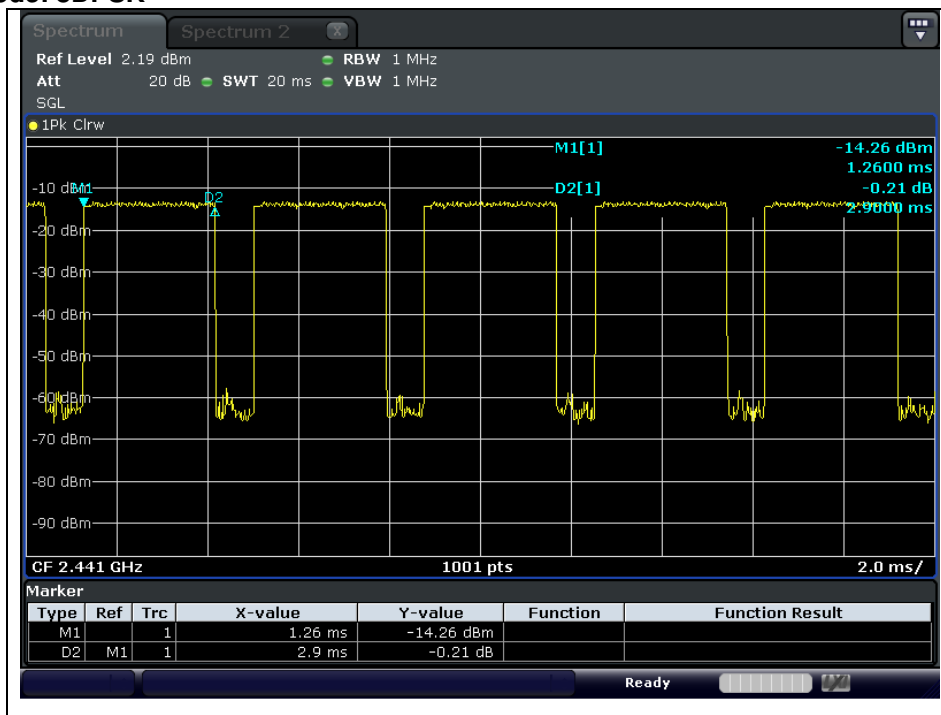 Spectrum Spectrum 2 X
Ref Level 2.19 dBm RBW 1 MHz
Att 20 dB SWT 20 ms VBW 1 MHz
SGL
1Pk Clrw
M1[1] -14.26 dBm
1.2600 ms
-10 dBm M1 D2[1] -0.21 dB
D2 2.9000 ms
-20 dBm
-30 dBm
-40 dBm
-50 dBm
-60 dBm
-70 dBm
-80 dBm
-90 dBm
CF 2.441 GHz 1001 pts 2.0 ms/
Marker
Type Ref Trc X-value Y-value Function Function Result
M1 1 1.26 ms -14.26 dBm
D2 M1 1 2.9 ms -0.21 dB
Ready